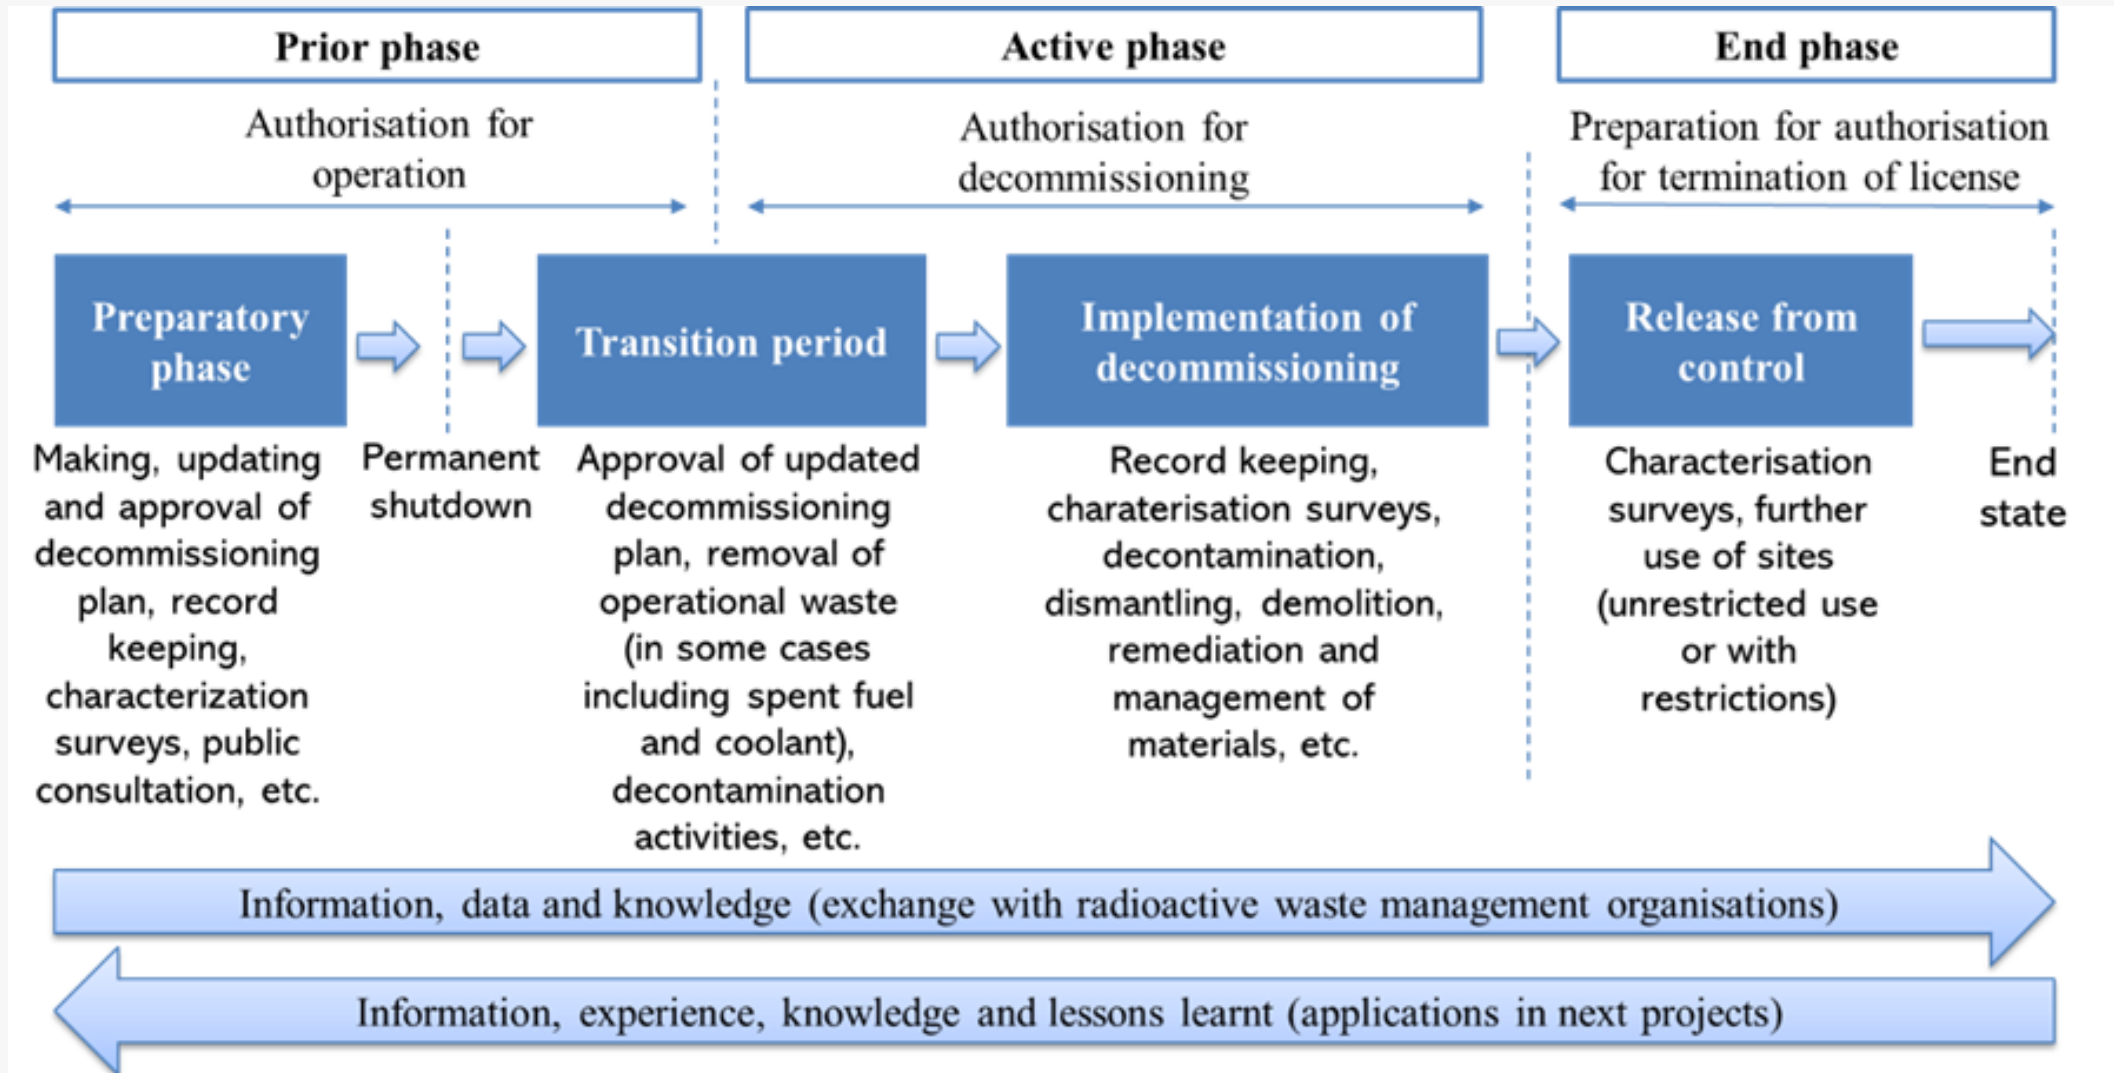 Prior phase
Active phase
End phase
Authorisation for
operation
Authorisation for
decommissioning
Preparation for authorisation
for termination of license
Preparatory
phase
Transition period
Implementation of
decommissioning
Release from
control
Making, updating
and approval of
decommissioning
plan, record
keeping,
characterization
surveys, public
consultation, etc.
Permanent
shutdown
Approval of updated
decommissioning
plan, removal of
operational waste
(in some cases
including spent fuel
and coolant),
decontamination
activities, etc.
Record keeping,
charaterisation surveys,
decontamination,
dismantling, demolition,
remediation and
management of
materials, etc.
Characterisation
surveys, further
use of sites
(unrestricted use
or with
restrictions)
End
state
Information, data and knowledge (exchange with radioactive waste management organisations)
Information, experience, knowledge and lessons learnt (applications in next projects)